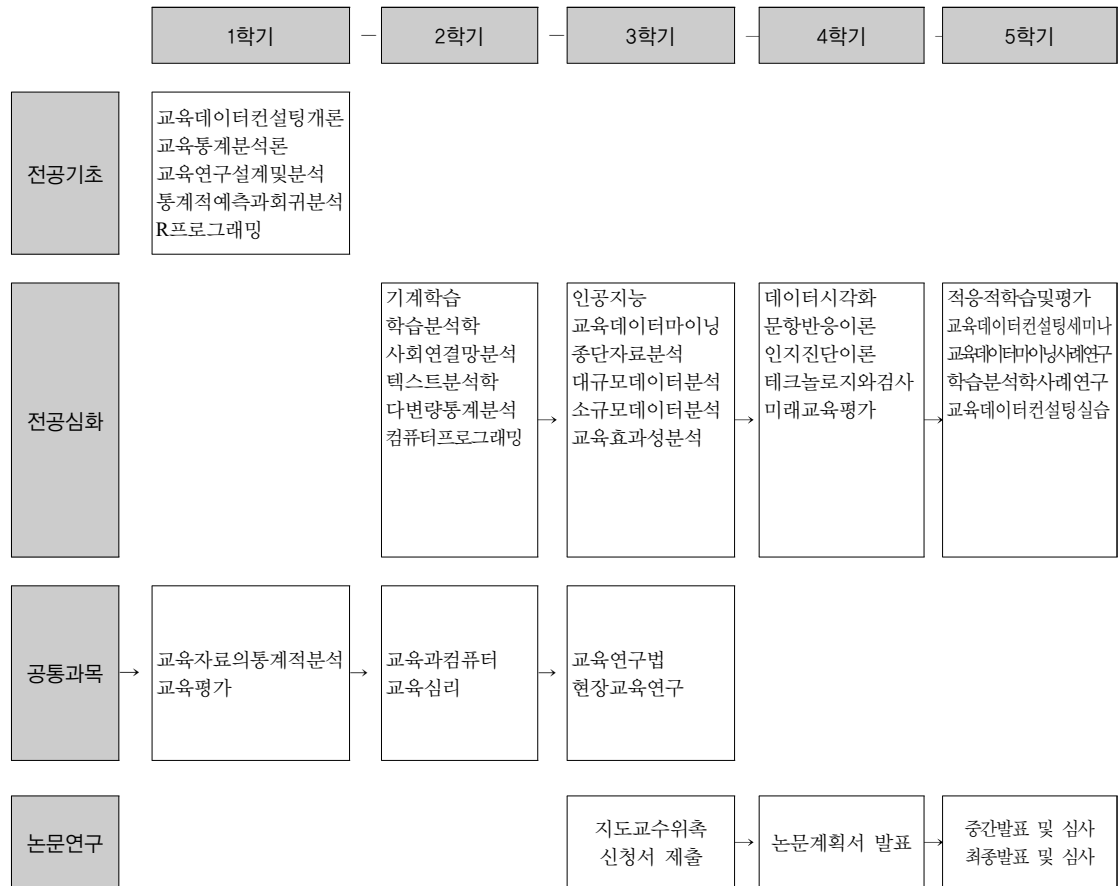 1학기 – 2학기 – 3학기 – 4학기 – 5학기
전공기초
교육데이터컨설팅개론
교육통계분석론
교육연구설계및분석
통계적예측과회귀분석
R프로그래밍
전공심화
기계학습
학습분석학
사회연결망분석
텍스트분석학
다변량통계분석
컴퓨터프로그래밍
→
인공지능
교육데이터마이닝
종단자료분석
대규모데이터분석
소규모데이터분석
교육효과성분석
→
데이터시각화
문항반응이론
인지진단이론
테크놀로지와검사
미래교육평가
→
적응적학습및평가
교육데이터컨설팅세미나
교육데이터마이닝사례연구
학습분석학사례연구
교육데이터컨설팅실습
공통과목
→
교육자료의통계적분석
교육평가
→
교육과컴퓨터
교육심리
→
교육연구법
현장교육연구
논문연구
지도교수위촉
신청서 제출
→
논문계획서 발표
→
중간발표 및 심사
최종발표 및 심사